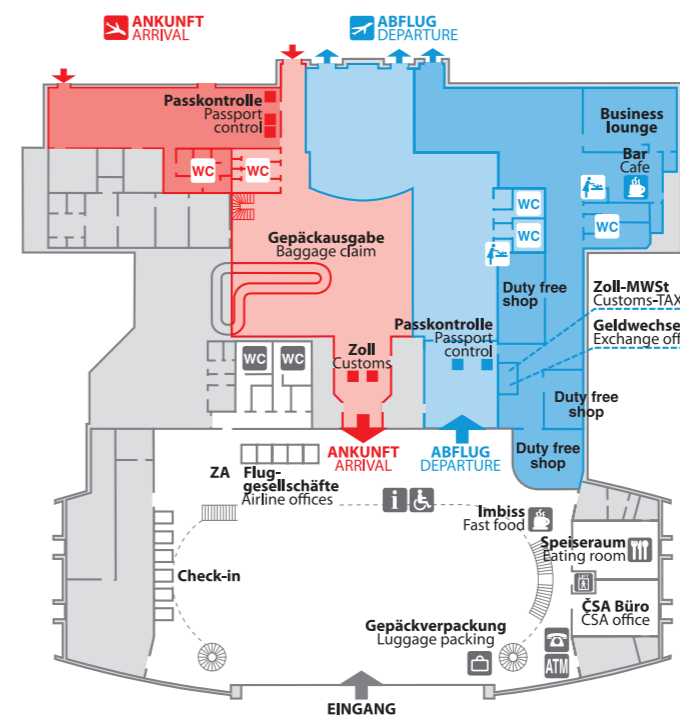 ANKUNFT
ARRIVAL
ABFLUG
DEPARTURE
Passkontrolle
Passport
control
Business
lounge
Bar
Cafe
WC
WC
WC
WC
WC
Gepäckausgabe
Baggage claim
Duty free
shop
Zoll-MWSt
Customs-TAX
Geldwechse
Exchange off
Passkontrolle
Passport
control
Zoll
Customs
WC
WC
Duty free
shop
Duty free
shop
ANKUNFT
ARRIVAL
ABFLUG
DEPARTURE
ZA
Flug-
gesellschäfte
Airline offices
i
Imbiss
Fast food
Speiseraum
Eating room
Check-in
ČSA Büro
ČSA office
Gepäckverpackung
Luggage packing
ATM
EINGANG